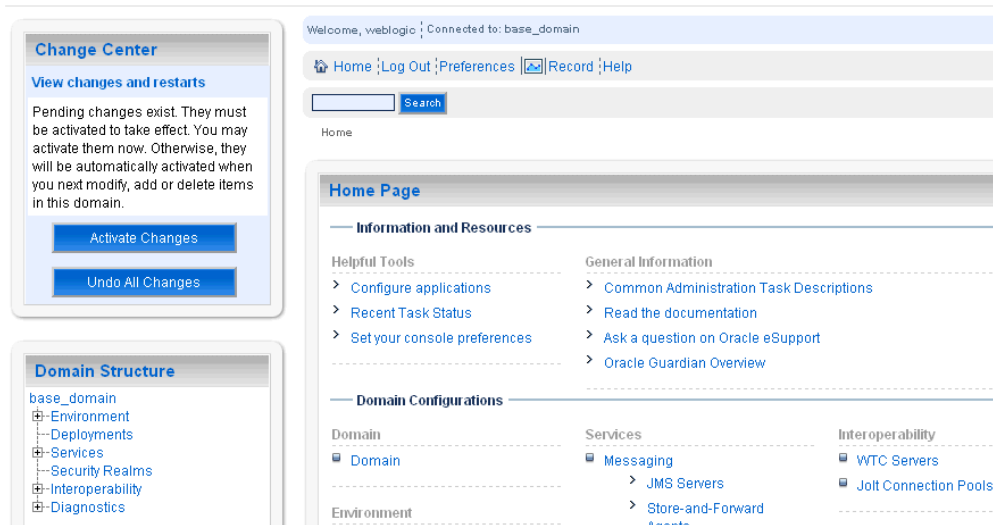 Change Center
View changes and restarts
Pending changes exist. They must
be activated to take effect. You may
activate them now. Otherwise, they
will be automatically activated when
you next modify, add or delete items
in this domain.
Activate Changes
Undo All Changes
Domain Structure
base_domain
Environment
Deployments
Services
Security Realms
Interoperability
Diagnostics
Welcome, weblogic Connected to: base_domain
Home Log Out Preferences Record Help
Search
Home
Home Page
Information and Resources
Helpful Tools
Configure applications
Recent Task Status
Set your console preferences
General Information
Common Administration Task Descriptions
Read the documentation
Ask a question on Oracle eSupport
Oracle Guardian Overview
Domain Configurations
Domain
Domain
Environment
Services
Messaging
JMS Servers
Store-and-Forward
Agents
Interoperability
WTC Servers
Jolt Connection Pools